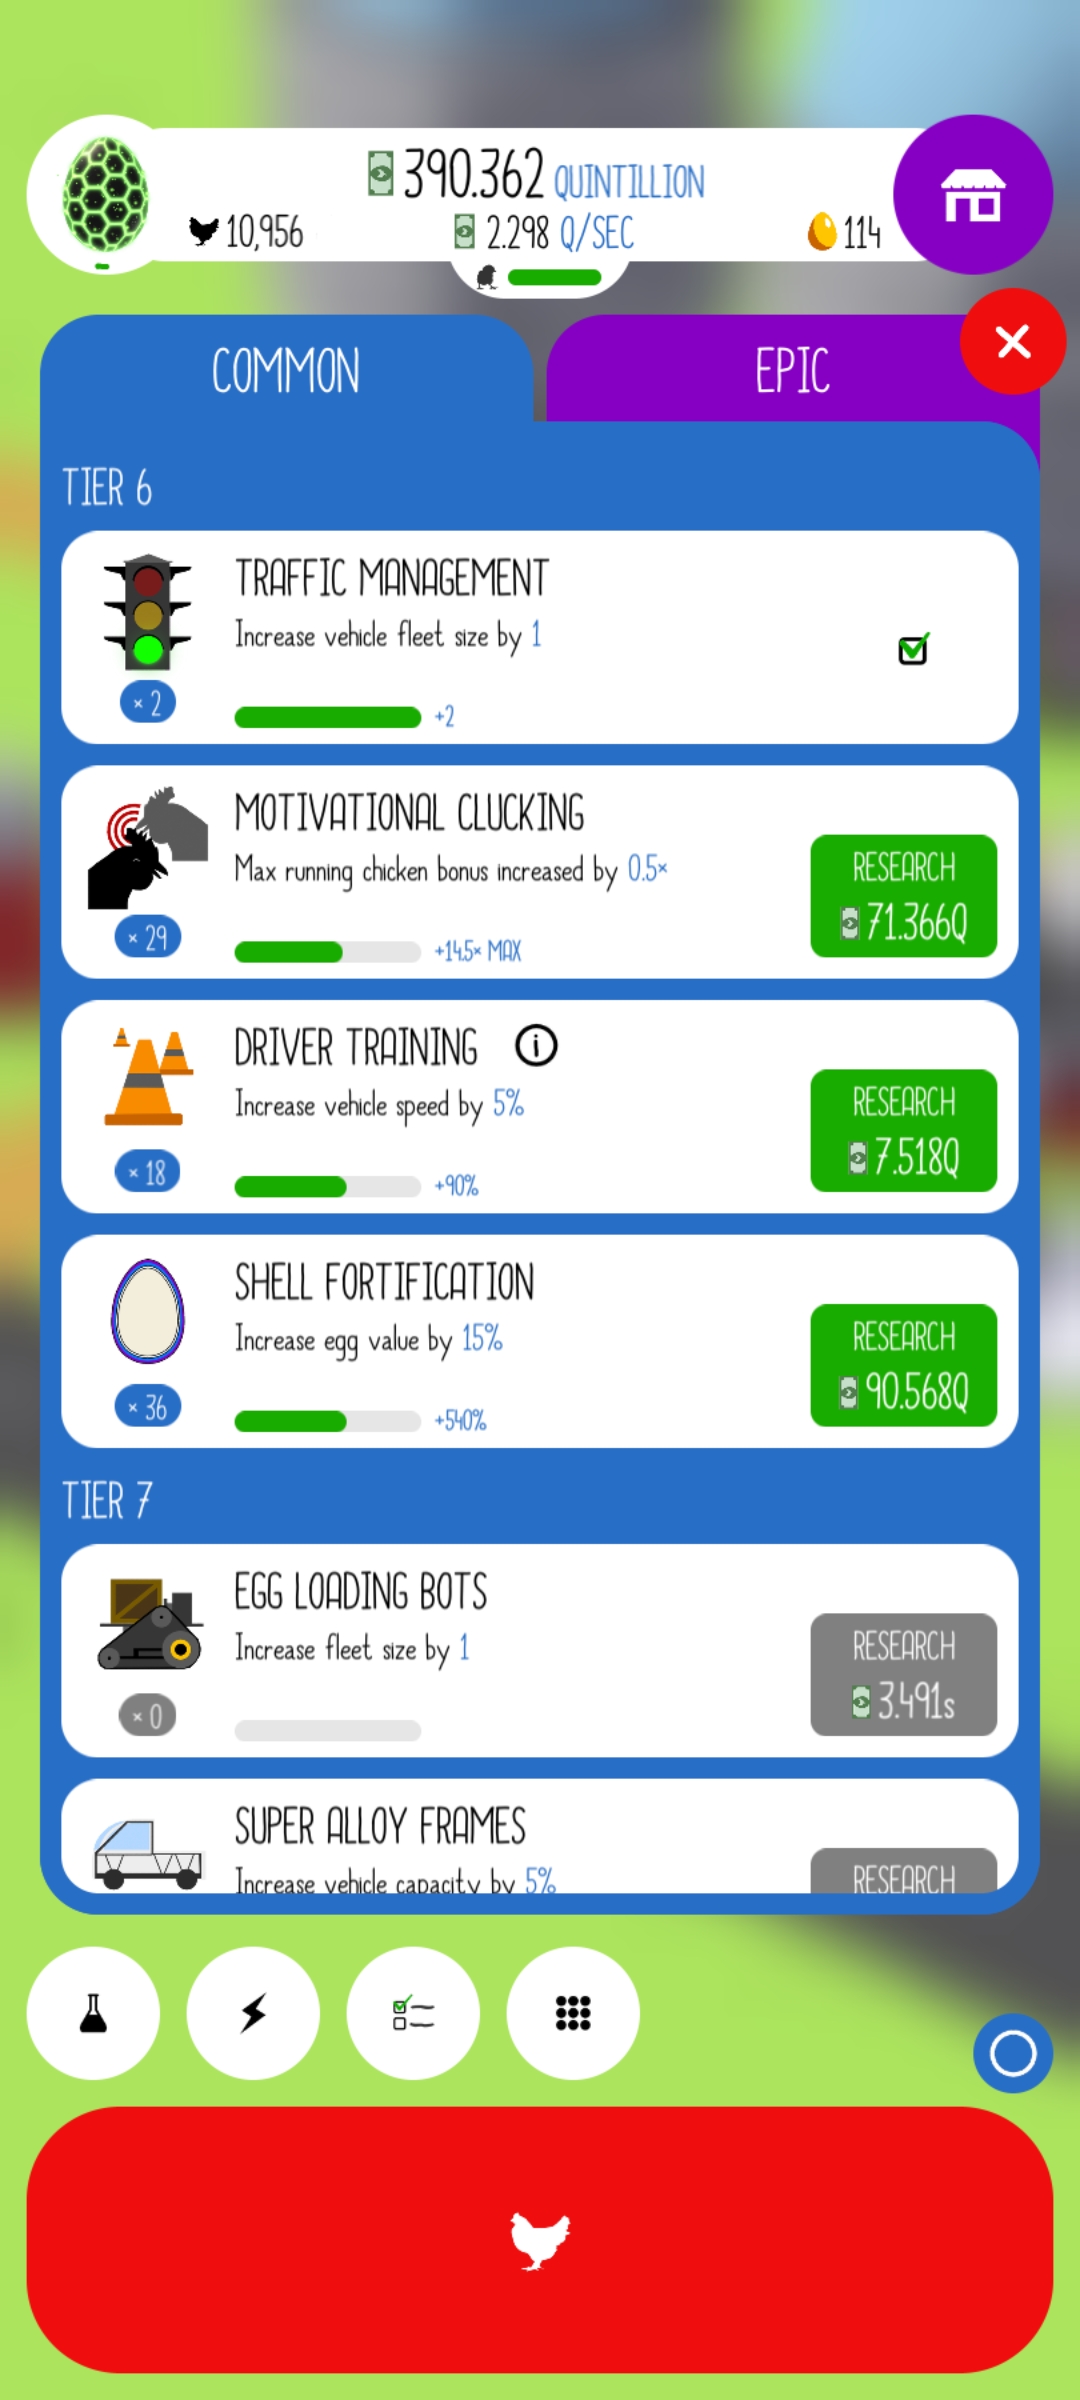 390.362 QUINTILLION
10,956
2.298 Q/SEC
114
COMMON
EPIC
TIER 6
TRAFFIC MANAGEMENT
Increase vehicle fleet size by 1
× 2
+2
MOTIVATIONAL CLUCKING
Max running chicken bonus increased by 0.5×
RESEARCH
71.366Q
× 29
+14.5× MAX
DRIVER TRAINING
Increase vehicle speed by 5%
RESEARCH
7.518Q
× 18
+90%
SHELL FORTIFICATION
Increase egg value by 15%
RESEARCH
90.568Q
× 36
+540%
TIER 7
EGG LOADING BOTS
Increase fleet size by 1
RESEARCH
3.491s
× 0
SUPER ALLOY FRAMES
Increase vehicle capacity by 5%
RESEARCH